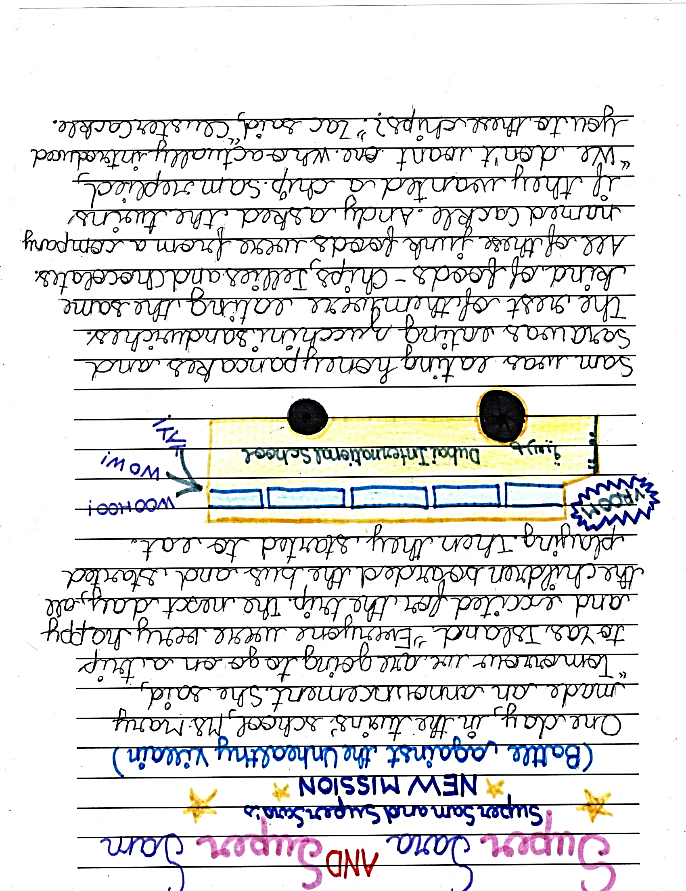 Super Sara AND Super Sam
Super Sam and Super Sara's
NEW MISSION
(Battle against the Unhealthy Villain)
One day, in the twins' school, Ms Mary
made an announcement. She said,
"Tomorrow we are going to go on a trip
to Yas Island." Everyone were very happy
and excited for the trip. The next day, all
the children boarded the bus and started
playing. Then they started to eat.
VROOM
WOOHOO!
WOW!
Dubai International School
Sam was eating honey pancakes and
Sara was eating zucchini sandwiches.
The rest of them were eating the same
kind of foods - Chips, Jellies and Chocolates.
All of these junk foods were from a company
named Cackle. Andy asked the twins
if they wanted a chip. Sam replied,
"We don't want one. who actually introduced
you to these chips?" Zac said, "Cluster Cackle.